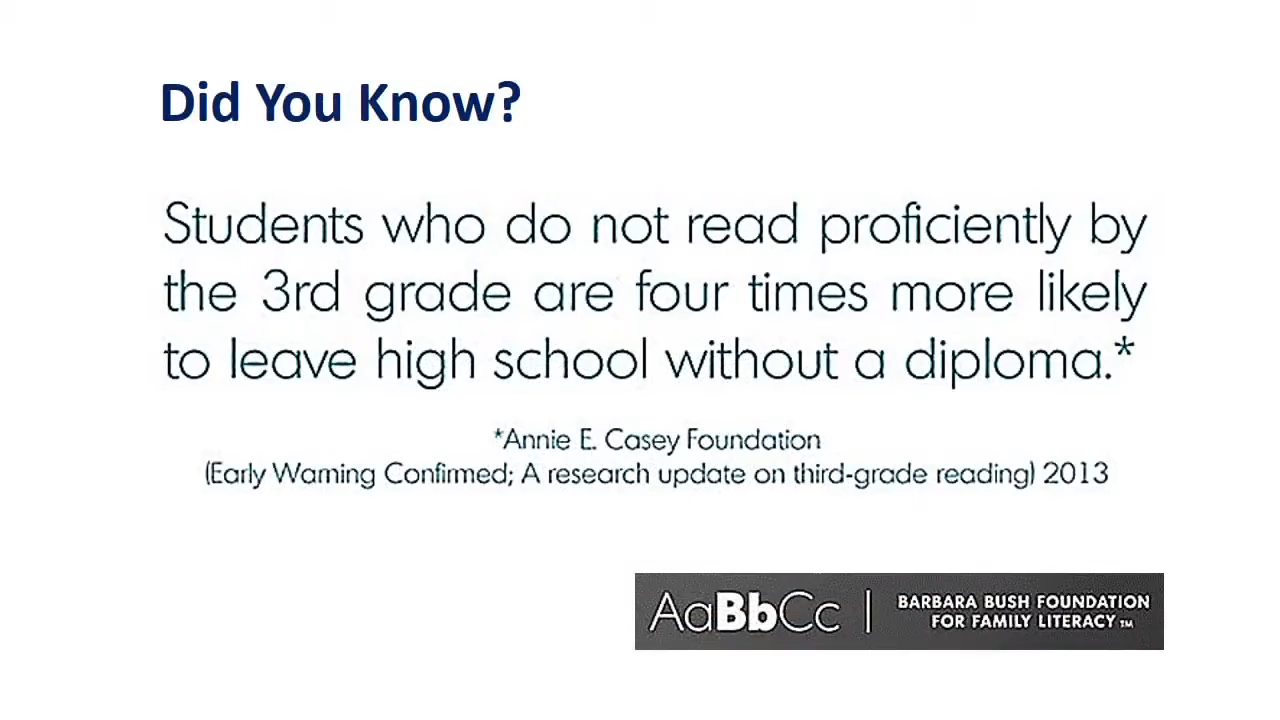 Did You Know?
Students who do not read proficiently by
the 3rd grade are four times more likely
to leave high school without a diploma.*
*Annie E. Casey Foundation
(Early Warning Confirmed; A research update on third-grade reading) 2013
AaBbCc | BARBARA BUSH FOUNDATION
FOR FAMILY LITERACY™